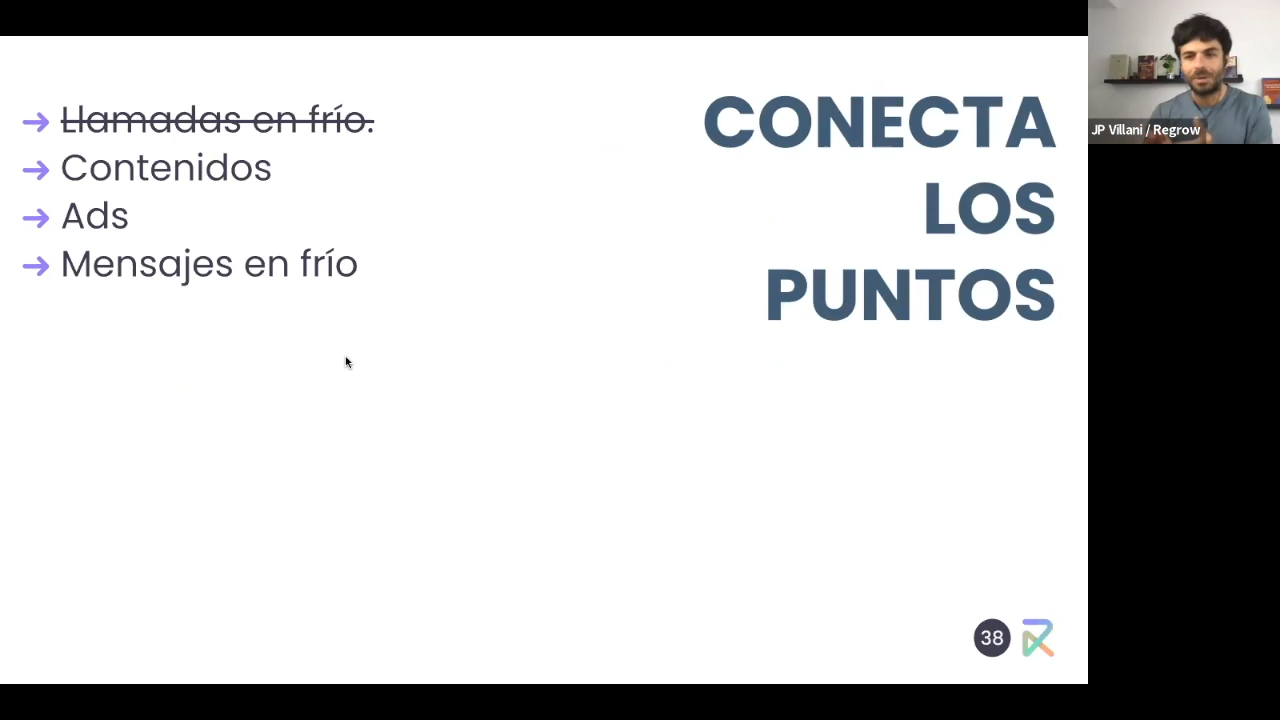 Llamadas en frío.
Contenidos
Ads
Mensajes en frío
CONECTA
LOS
PUNTOS
JP Villani / Regrow
38